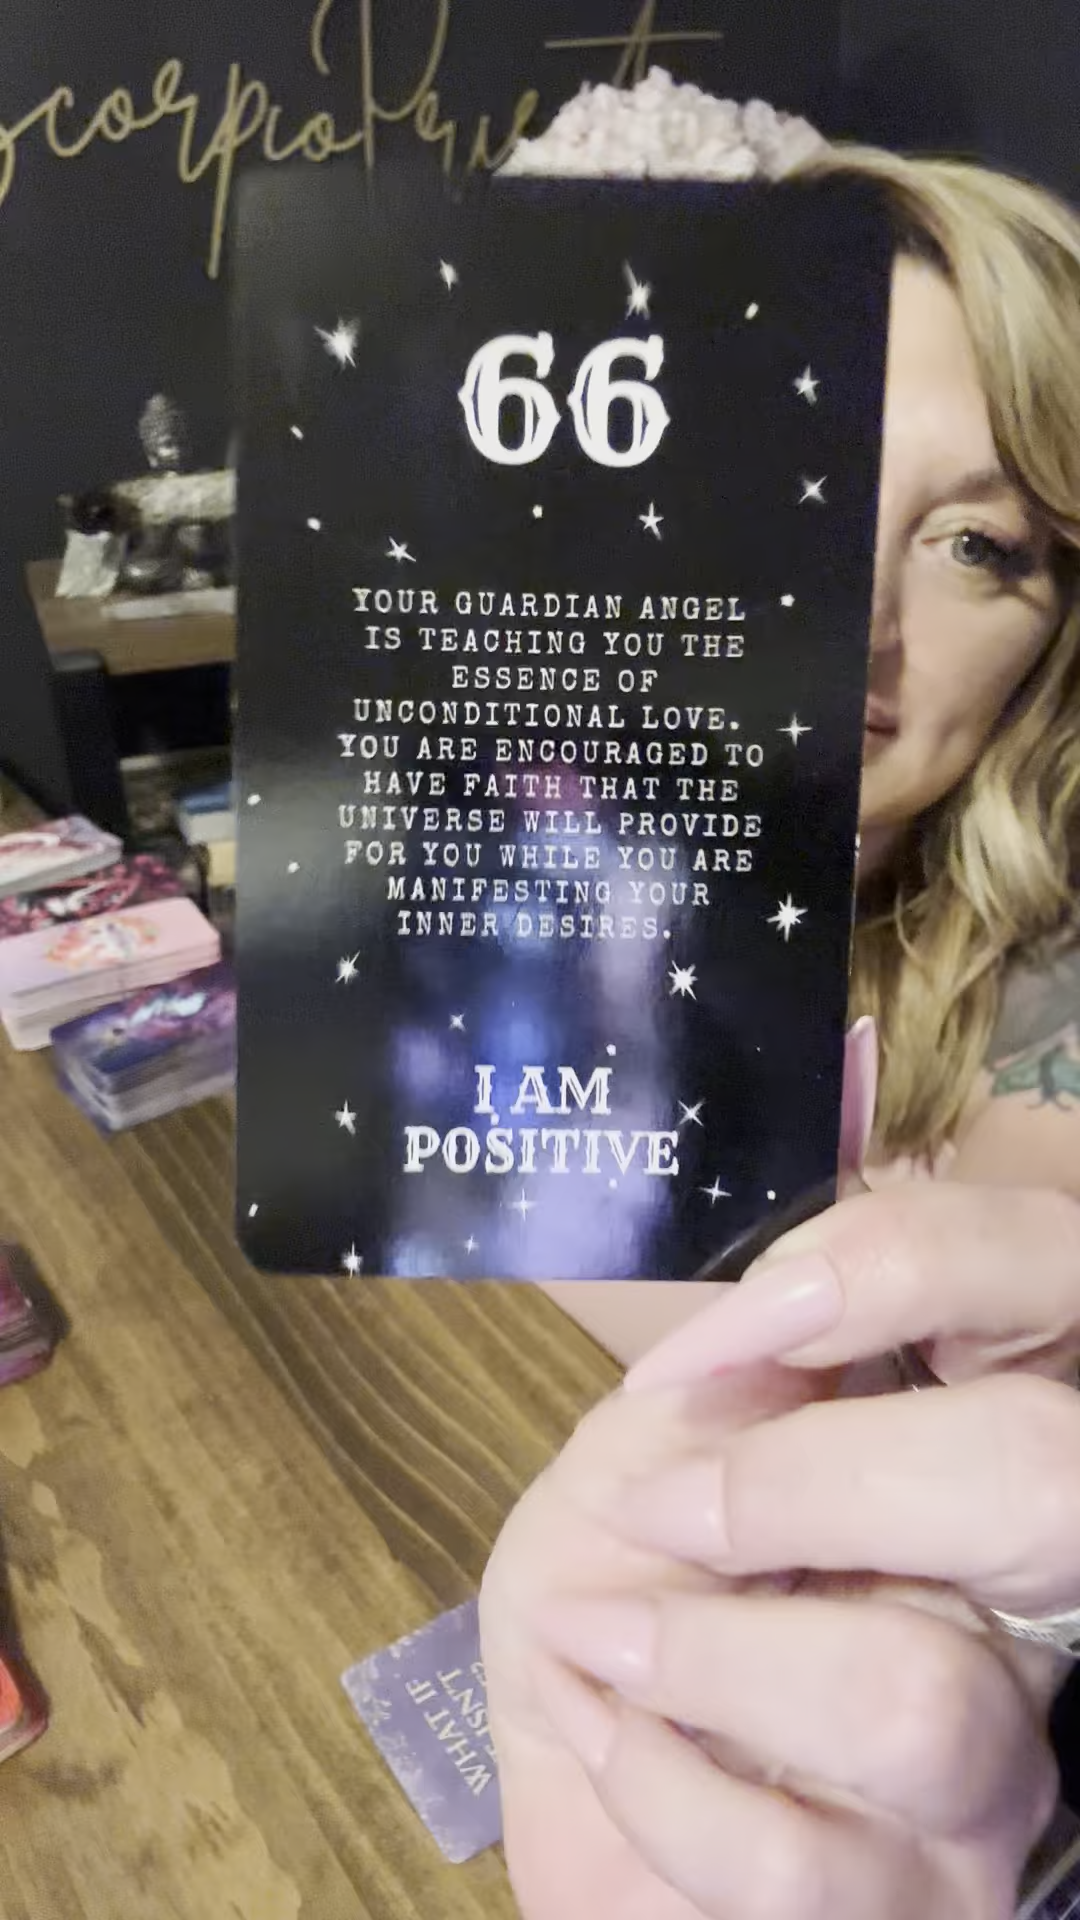 66
YOUR GUARDIAN ANGEL
IS TEACHING YOU THE
ESSENCE OF
UNCONDITIONAL LOVE.
YOU ARE ENCOURAGED TO
HAVE FAITH THAT THE
UNIVERSE WILL PROVIDE
FOR YOU WHILE YOU ARE
MANIFESTING YOUR
INNER DESIRES.
I AM
POSITIVE
WHAT IF
ISN'T